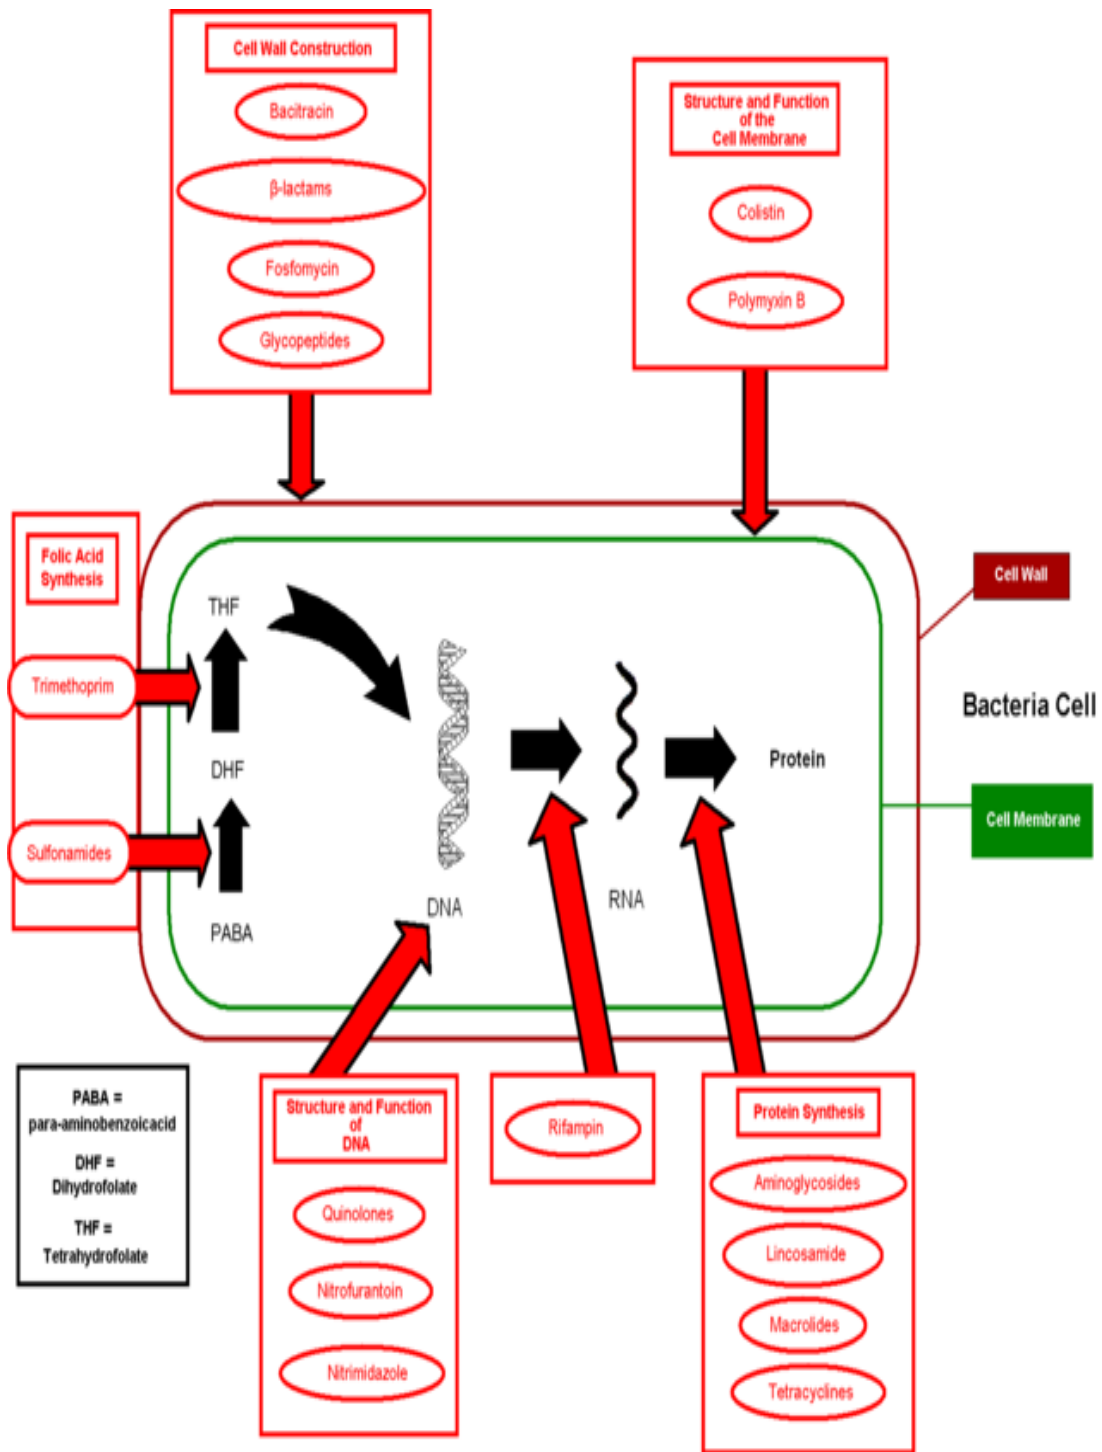 Cell Wall Construction
Bacitracin
β-lactams
Fosfomycin
Glycopeptides
Structure and Function
of the
Cell Membrane
Colistin
Polymyxin B
Folic Acid
Synthesis
Trimethoprim
Sulfonamides
THF
DHF
PABA
DNA
RNA
Protein
Cell Wall
Bacteria Cell
Cell Membrane
PABA =
para-aminobenzoicacid
DHF =
Dihydrofolate
THF =
Tetrahydrofolate
Structure and Function
of
DNA
Quinolones
Nitrofurantoin
Nitrimidazole
Rifampin
Protein Synthesis
Aminoglycosides
Lincosamide
Macrolides
Tetracyclines